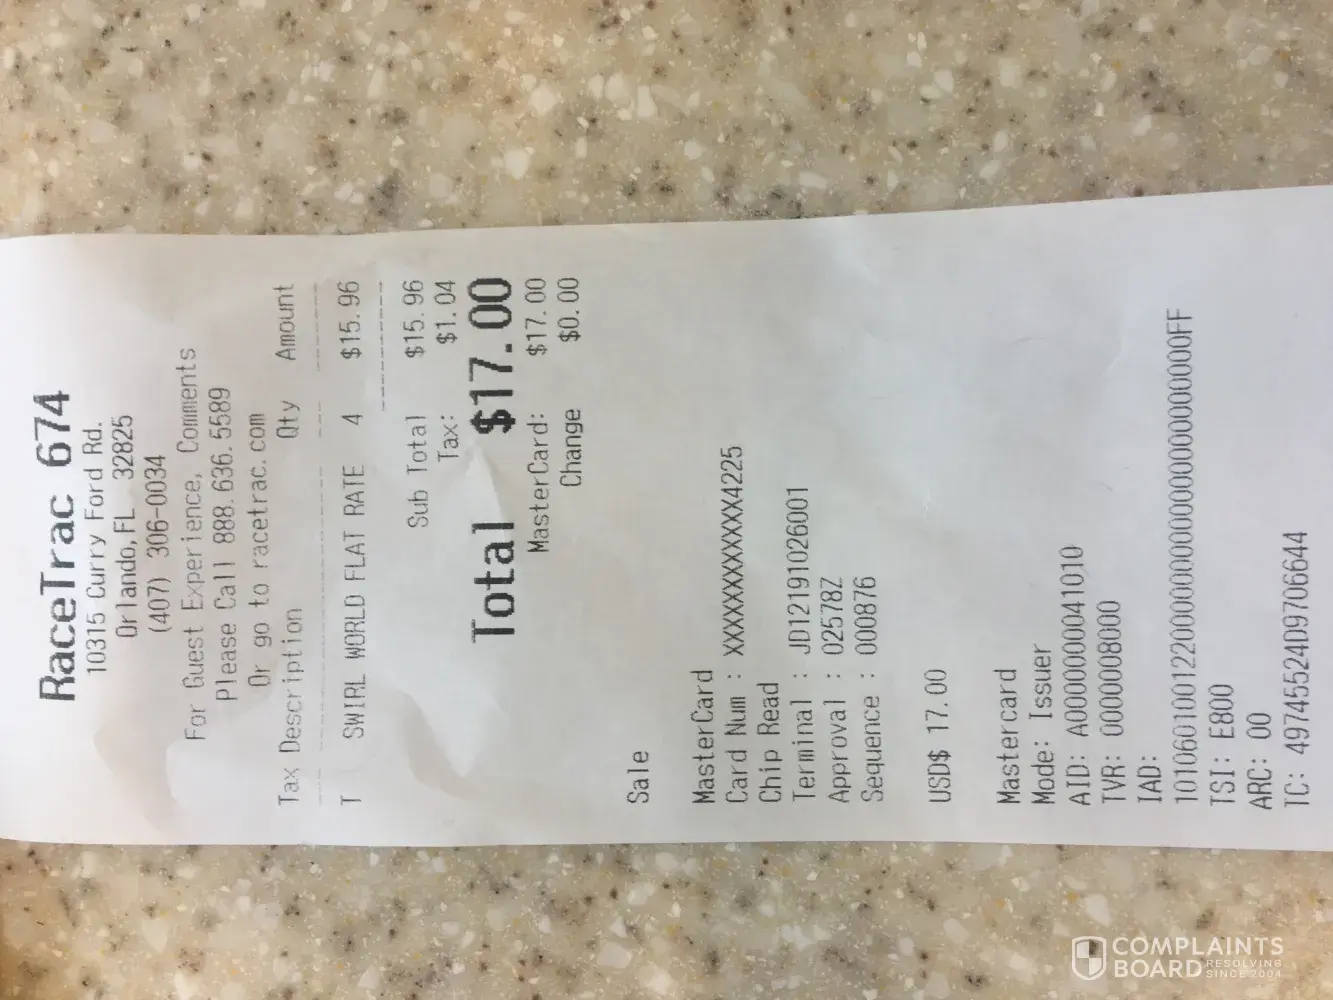 RaceTrac 674
10315 Curry Ford Rd.
Orlando, FL 32825
(407) 306-0034
For Guest Experience, Comments
Please Call 888.636.5589
Or go to racetrac.com
Tax Description Qty Amount
T SWIRL WORLD FLAT RATE 4 $15.96
Sub Total $15.96
Tax: $1.04
Total $17.00
MasterCard: $17.00
Change $0.00
Sale
MasterCard
Card Num : XXXXXXXXXXXX4225
Chip Read
Terminal : JD12191026001
Approval : 02578Z
Sequence : 000876
USD$ 17.00
Mastercard
Mode: Issuer
AID: A0000000041010
TVR: 0000008000
IAD:
TSI: E800
ARC: 00
TC: 49745524D9706644
COMPLAINTS
BOARD RESOLVING
SINCE 2004